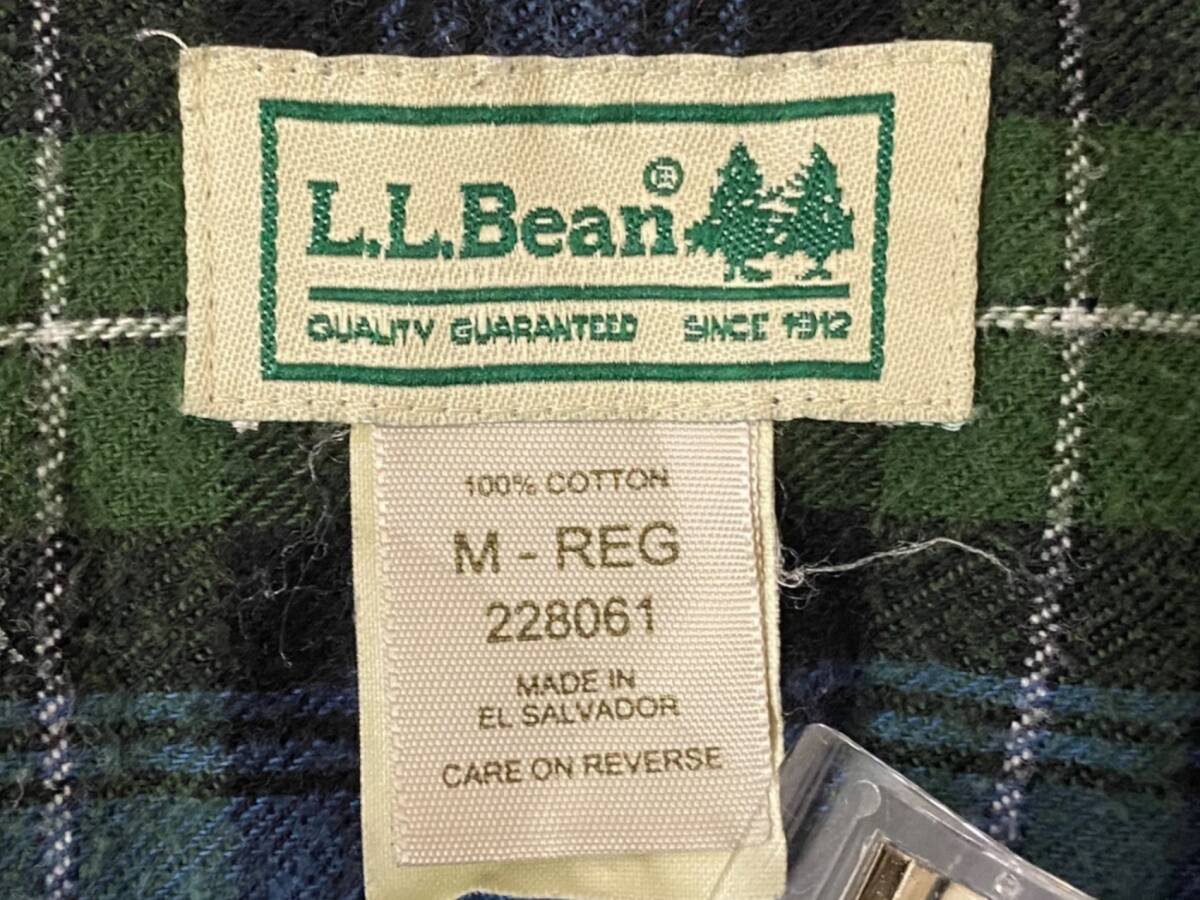 L.L.Bean®
QUALITY GUARANTEED SINCE 1912
100% COTTON
M - REG
228061
MADE IN
EL SALVADOR
CARE ON REVERSE